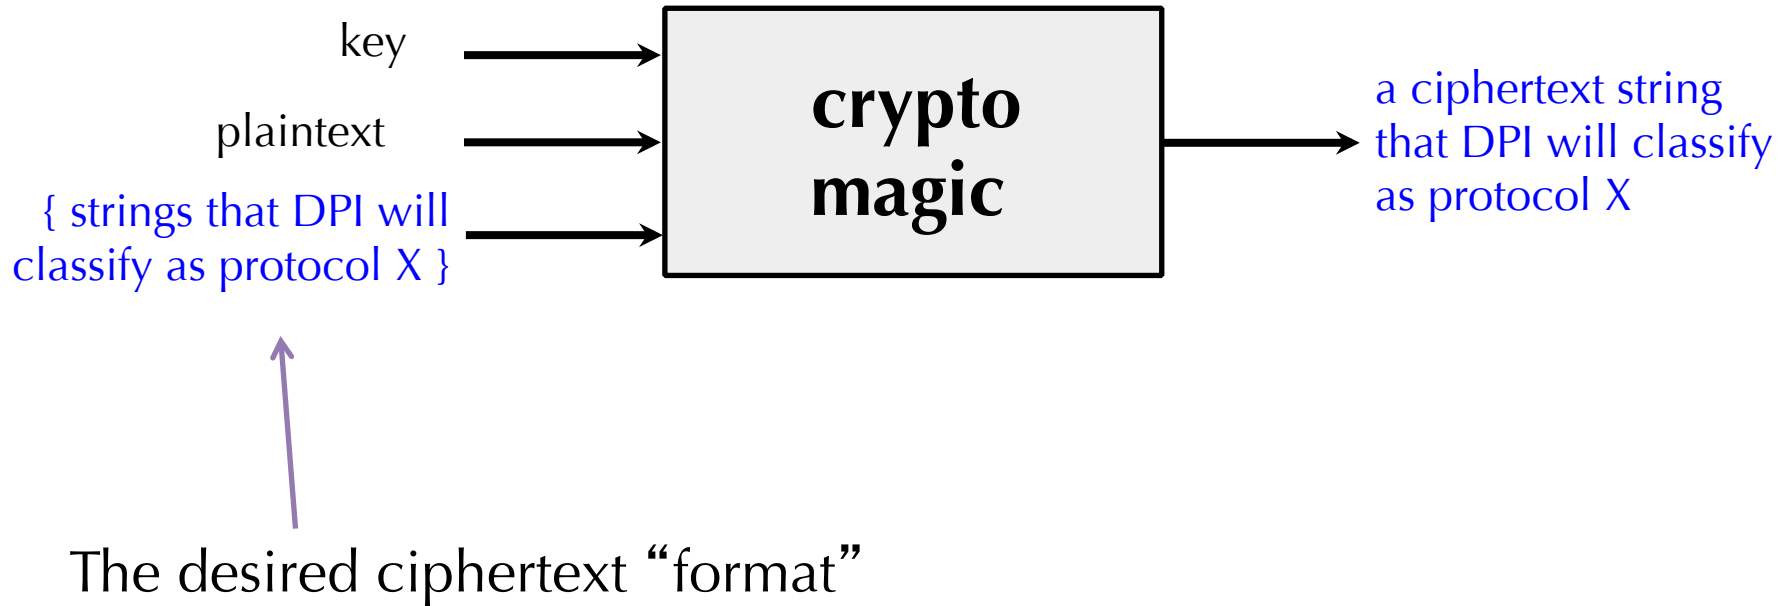 key
plaintext
{ strings that DPI will
classify as protocol X }
crypto
magic
a ciphertext string
that DPI will classify
as protocol X
The desired ciphertext “format”